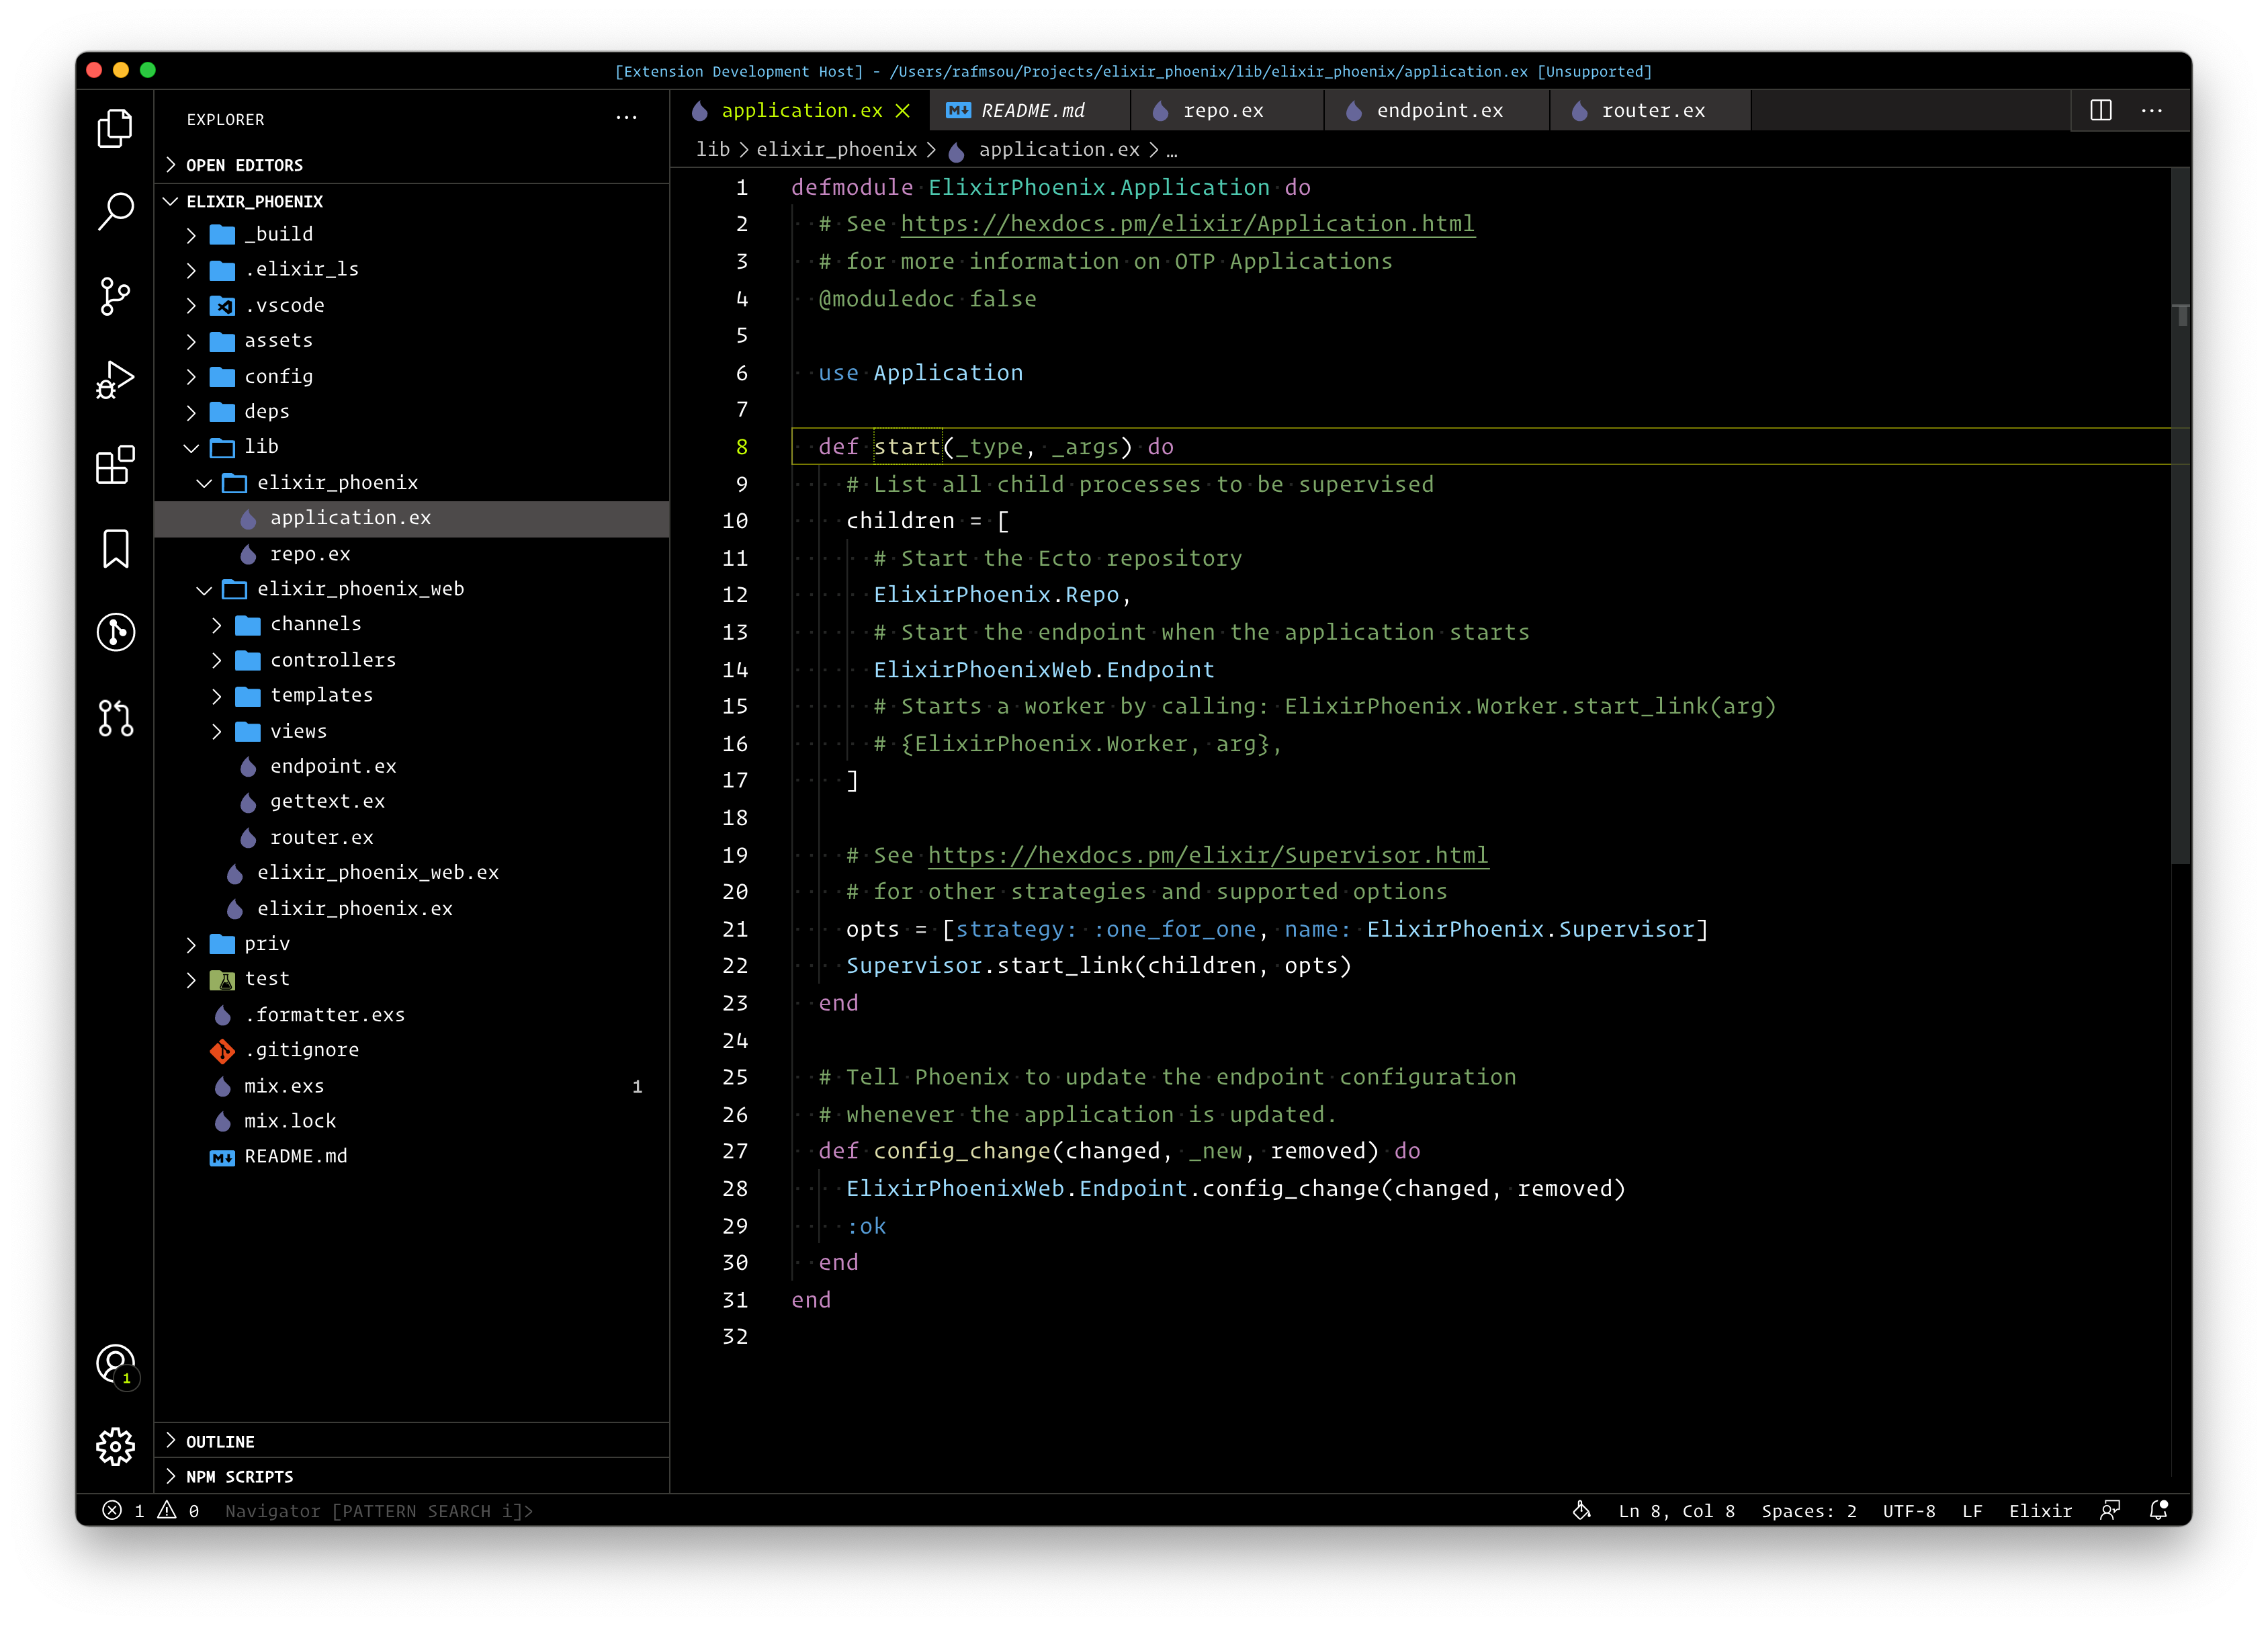 [Extension Development Host] - /Users/rafmsou/Projects/elixir_phoenix/lib/elixir_phoenix/application.ex [Unsupported]
EXPLORER
OPEN EDITORS
ELIXIR_PHOENIX
_build
.elixir_ls
.vscode
assets
config
deps
lib
elixir_phoenix
application.ex
repo.ex
elixir_phoenix_web
channels
controllers
templates
views
endpoint.ex
gettext.ex
router.ex
elixir_phoenix_web.ex
elixir_phoenix.ex
priv
test
.formatter.exs
.gitignore
mix.exs 1
mix.lock
README.md
OUTLINE
NPM SCRIPTS
1
application.ex README.md repo.ex endpoint.ex router.ex
lib > elixir_phoenix > application.ex > …
1 defmodule ElixirPhoenix.Application do
2   # See https://hexdocs.pm/elixir/Application.html
3   # for more information on OTP Applications
4   @moduledoc false
5
6   use Application
7
8   def start(_type, _args) do
9     # List all child processes to be supervised
10     children = [
11       # Start the Ecto repository
12       ElixirPhoenix.Repo,
13       # Start the endpoint when the application starts
14       ElixirPhoenixWeb.Endpoint
15       # Starts a worker by calling: ElixirPhoenix.Worker.start_link(arg)
16       # {ElixirPhoenix.Worker, arg},
17     ]
18
19     # See https://hexdocs.pm/elixir/Supervisor.html
20     # for other strategies and supported options
21     opts = [strategy: :one_for_one, name: ElixirPhoenix.Supervisor]
22     Supervisor.start_link(children, opts)
23   end
24
25   # Tell Phoenix to update the endpoint configuration
26   # whenever the application is updated.
27   def config_change(changed, _new, removed) do
28     ElixirPhoenixWeb.Endpoint.config_change(changed, removed)
29     :ok
30   end
31 end
32
1 0 Navigator [PATTERN SEARCH i]> Ln 8, Col 8 Spaces: 2 UTF-8 LF Elixir